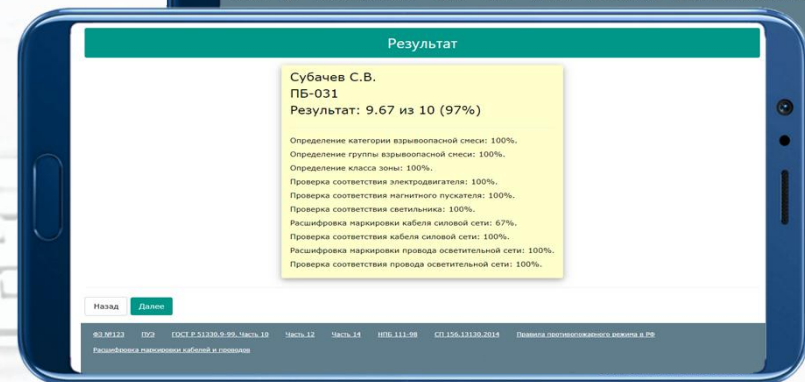 Результат
Субачев С.В.
ПБ-031
Результат: 9.67 из 10 (97%)
Определение категории взрывоопасной смеси: 100%.
Определение группы взрывоопасной смеси: 100%.
Определение класса зоны: 100%.
Проверка соответствия электродвигателя: 100%.
Проверка соответствия магнитного пускателя: 100%.
Проверка соответствия светильника: 100%.
Расшифровка маркировки кабеля силовой сети: 67%.
Проверка соответствия кабеля силовой сети: 100%.
Расшифровка маркировки провода осветительной сети: 100%.
Проверка соответствия провода осветительной сети: 100%.
Назад Далее
ФЗ №123 ПУЭ ГОСТ Р 51330.9-99, Часть 10 Часть 12 Часть 14 НПБ 111-98 СП 156.13130.2014 Правила противопожарного режима в РФ
Расшифровка маркировки кабелей и проводов